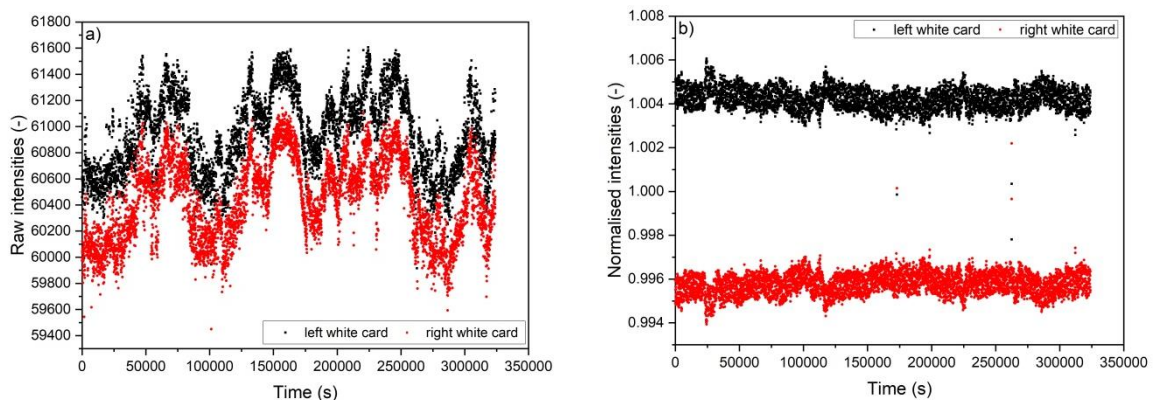 a)
Raw intensities (-)
61800
61600
61400
61200
61000
60800
60600
60400
60200
60000
59800
59600
59400
left white card right white card
0 50000 100000 150000 200000 250000 300000 350000
Time (s)
b)
Normalised intensities (-)
1.008
1.006
1.004
1.002
1.000
0.998
0.996
0.994
left white card right white card
0 50000 100000 150000 200000 250000 300000 350000
Time (s)